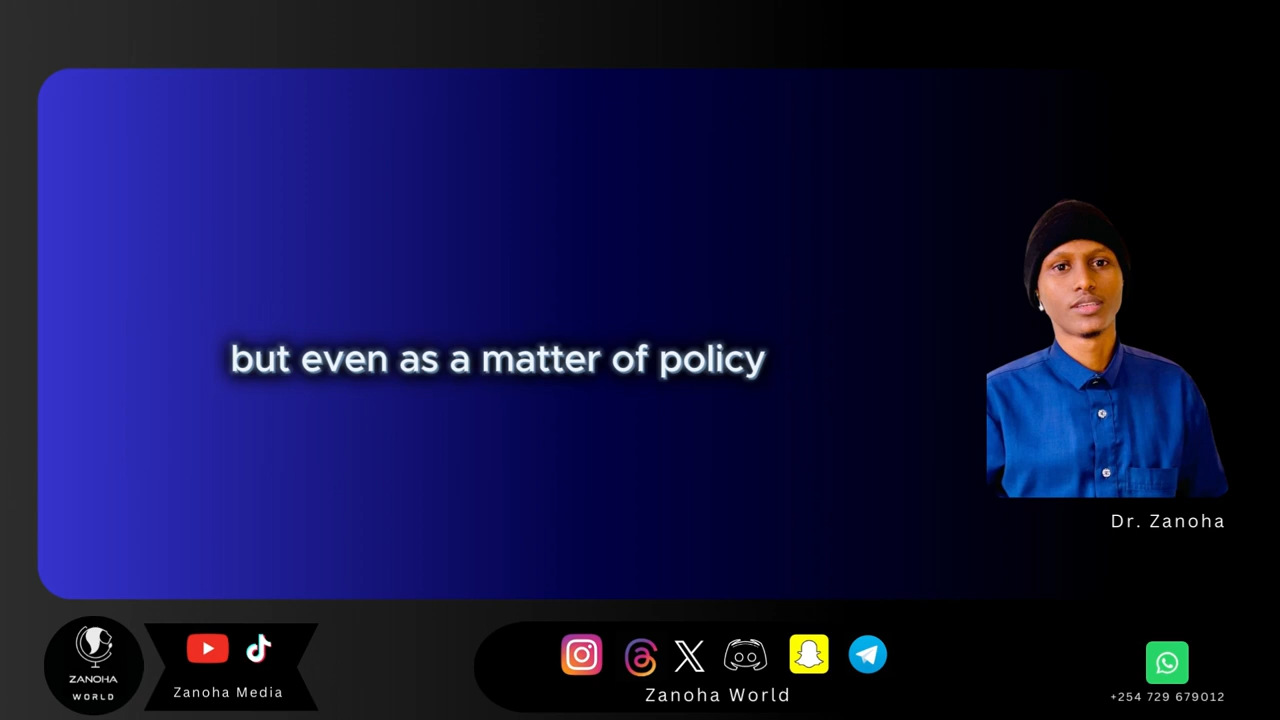 but even as a matter of policy
Dr. Zanoha
ZANOHA
WORLD
Zanoha Media
Zanoha World
+254 729 679012